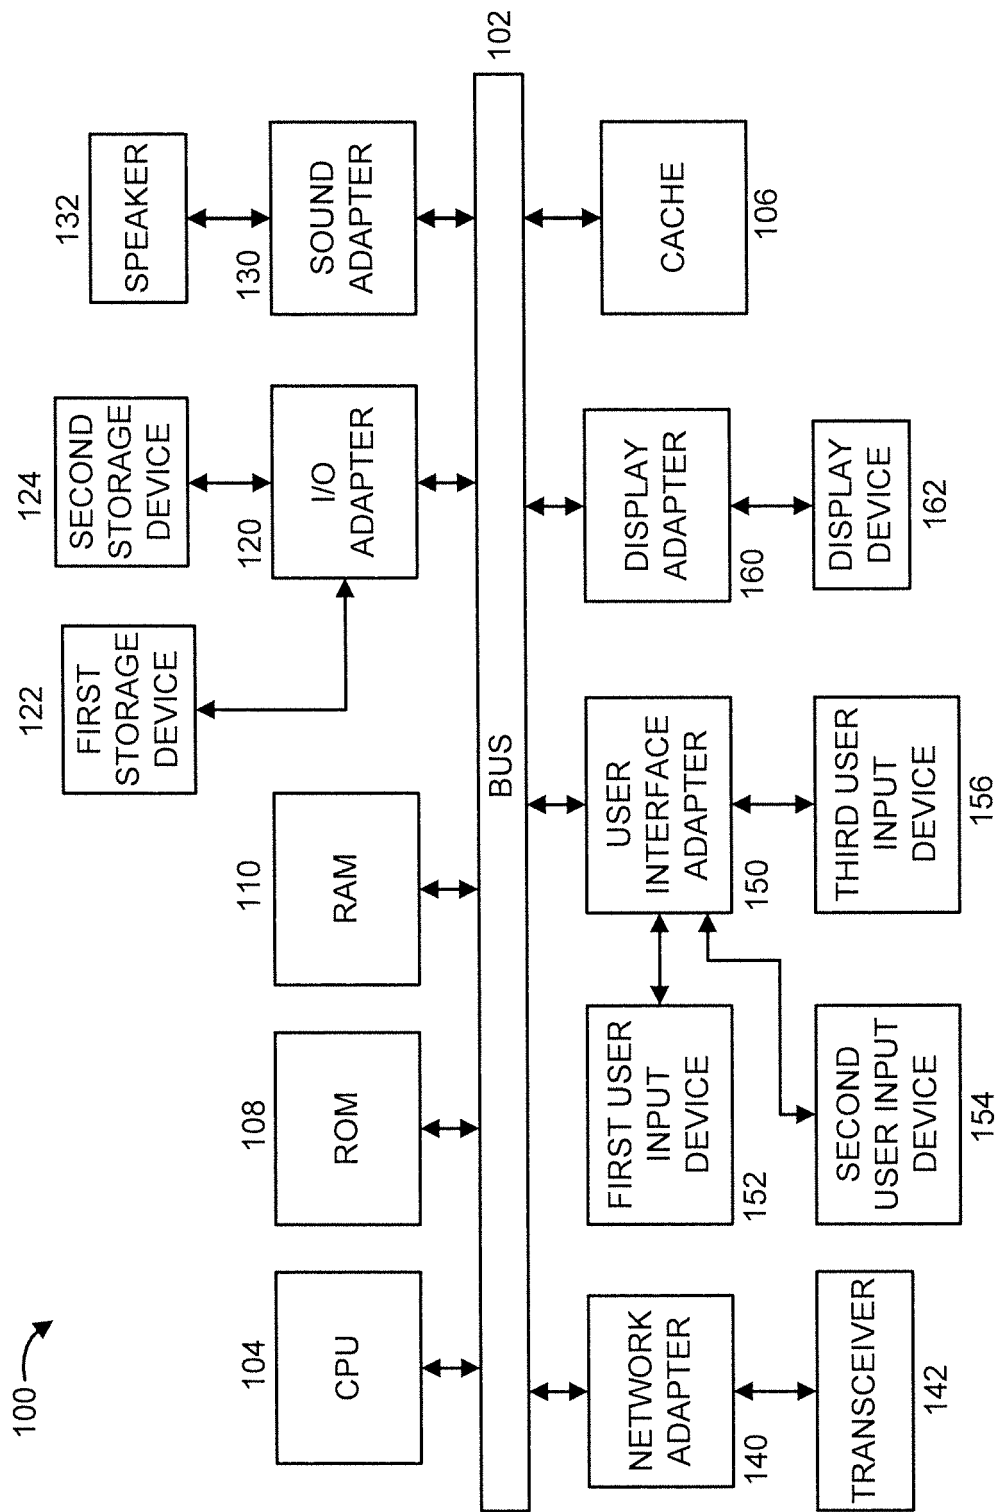 100
122
124
132
FIRST
STORAGE
DEVICE
SECOND
STORAGE
DEVICE
SPEAKER
104
108
110
120
130
CPU
ROM
RAM
I/O
ADAPTER
SOUND
ADAPTER
BUS
102
NETWORK
ADAPTER
FIRST USER
INPUT
DEVICE
USER
INTERFACE
ADAPTER
DISPLAY
ADAPTER
CACHE
140
152
150
160
106
TRANSCEIVER
SECOND
USER INPUT
DEVICE
THIRD USER
INPUT
DEVICE
DISPLAY
DEVICE
142
154
156
162